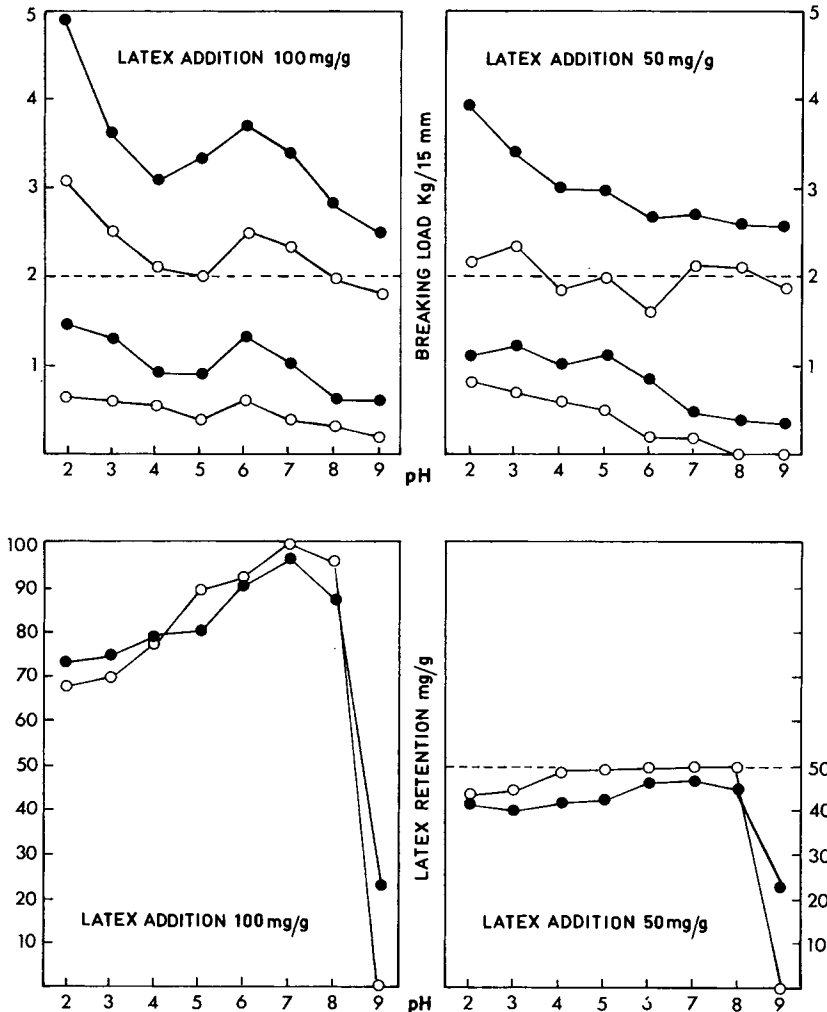 5
4
3
2
1
LATEX ADDITION 100 mg/g
2 3 4 5 6 7 8 9
pH
BREAKING LOAD Kg/15 mm
LATEX ADDITION 50 mg/g
5
4
3
2
1
2 3 4 5 6 7 8 9
100
90
80
70
60
50
40
30
20
10
LATEX ADDITION 100 mg/g
2 3 4 5 6 7 8 9
pH
LATEX RETENTION mg/g
LATEX ADDITION 50 mg/g
50
40
30
20
10
2 3 4 5 6 7 8 9